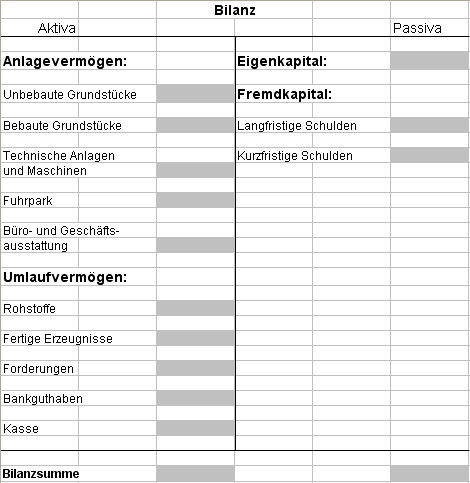 Bilanz
Aktiva Passiva
Anlagevermögen: Eigenkapital:
Unbebaute Grundstücke Fremdkapital:
Bebaute Grundstücke Langfristige Schulden
Technische Anlagen Kurzfristige Schulden
und Maschinen
Fuhrpark
Büro- und Geschäfts-
ausstattung
Umlaufvermögen:
Rohstoffe
Fertige Erzeugnisse
Forderungen
Bankguthaben
Kasse
Bilanzsumme